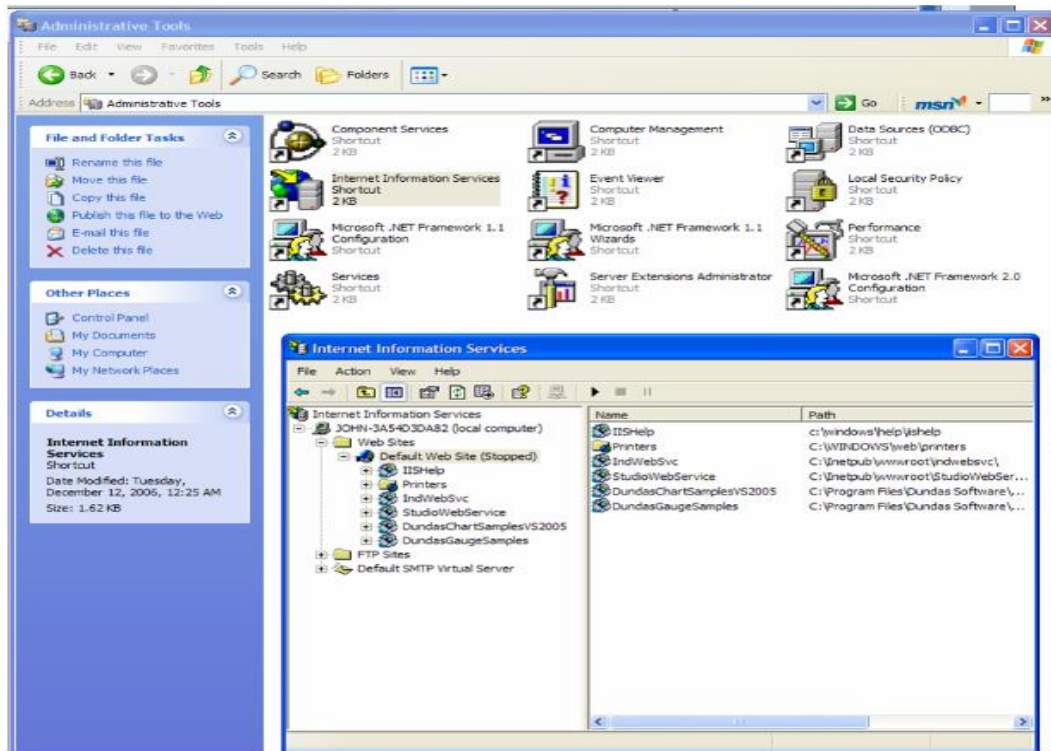 Administrative Tools
File Edit View Favorites Tools Help
Back Search Folders
Address Administrative Tools Go msn »
File and Folder Tasks
Rename this file
Move this file
Copy this file
Publish this file to the Web
E-mail this file
Delete this file
Other Places
Control Panel
My Documents
My Computer
My Network Places
Details
Internet Information
Services
Shortcut
Date Modified: Tuesday,
December 12, 2006, 12:25 AM
Size: 1.62 KB
Component Services
Shortcut
2 KB
Computer Management
Shortcut
2 KB
Data Sources (ODBC)
Shortcut
2 KB
Internet Information Services
Shortcut
2 KB
Event Viewer
Shortcut
2 KB
Local Security Policy
Shortcut
2 KB
Microsoft .NET Framework 1.1
Configuration
Shortcut
Microsoft .NET Framework 1.1
Wizards
Shortcut
Performance
Shortcut
2 KB
Services
Shortcut
2 KB
Server Extensions Administrator
Shortcut
2 KB
Microsoft .NET Framework 2.0
Configuration
Shortcut
Internet Information Services
File Action View Help
Internet Information Services
JOHN-3A54D3DA82 (local computer)
Web Sites
Default Web Site (Stopped)
IISHelp
Printers
IndWebSvc
StudioWebService
DundasChartSamplesVS2005
DundasGaugeSamples
FTP Sites
Default SMTP Virtual Server
Name Path
IISHelp c:\windows\help\iishelp
Printers C:\WINDOWS\web\printers
IndWebSvc C:\Inetpub\wwwroot\indwebsvc\
StudioWebService C:\Inetpub\wwwroot\StudioWebSer...
DundasChartSamplesVS2005 C:\Program Files\Dundas Software\...
DundasGaugeSamples C:\Program Files\Dundas Software\...